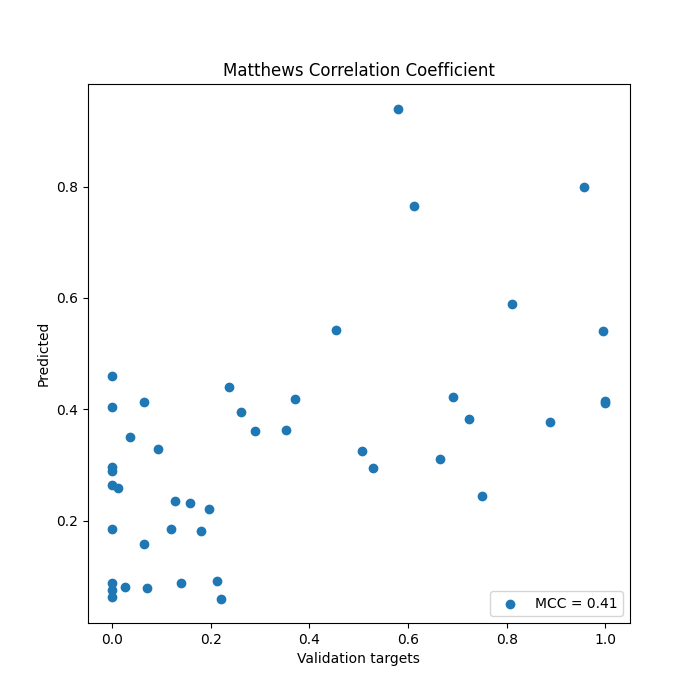 Matthews Correlation Coefficient
Predicted
0.8
0.6
0.4
0.2
MCC = 0.41
0.0 0.2 0.4 0.6 0.8 1.0
Validation targets